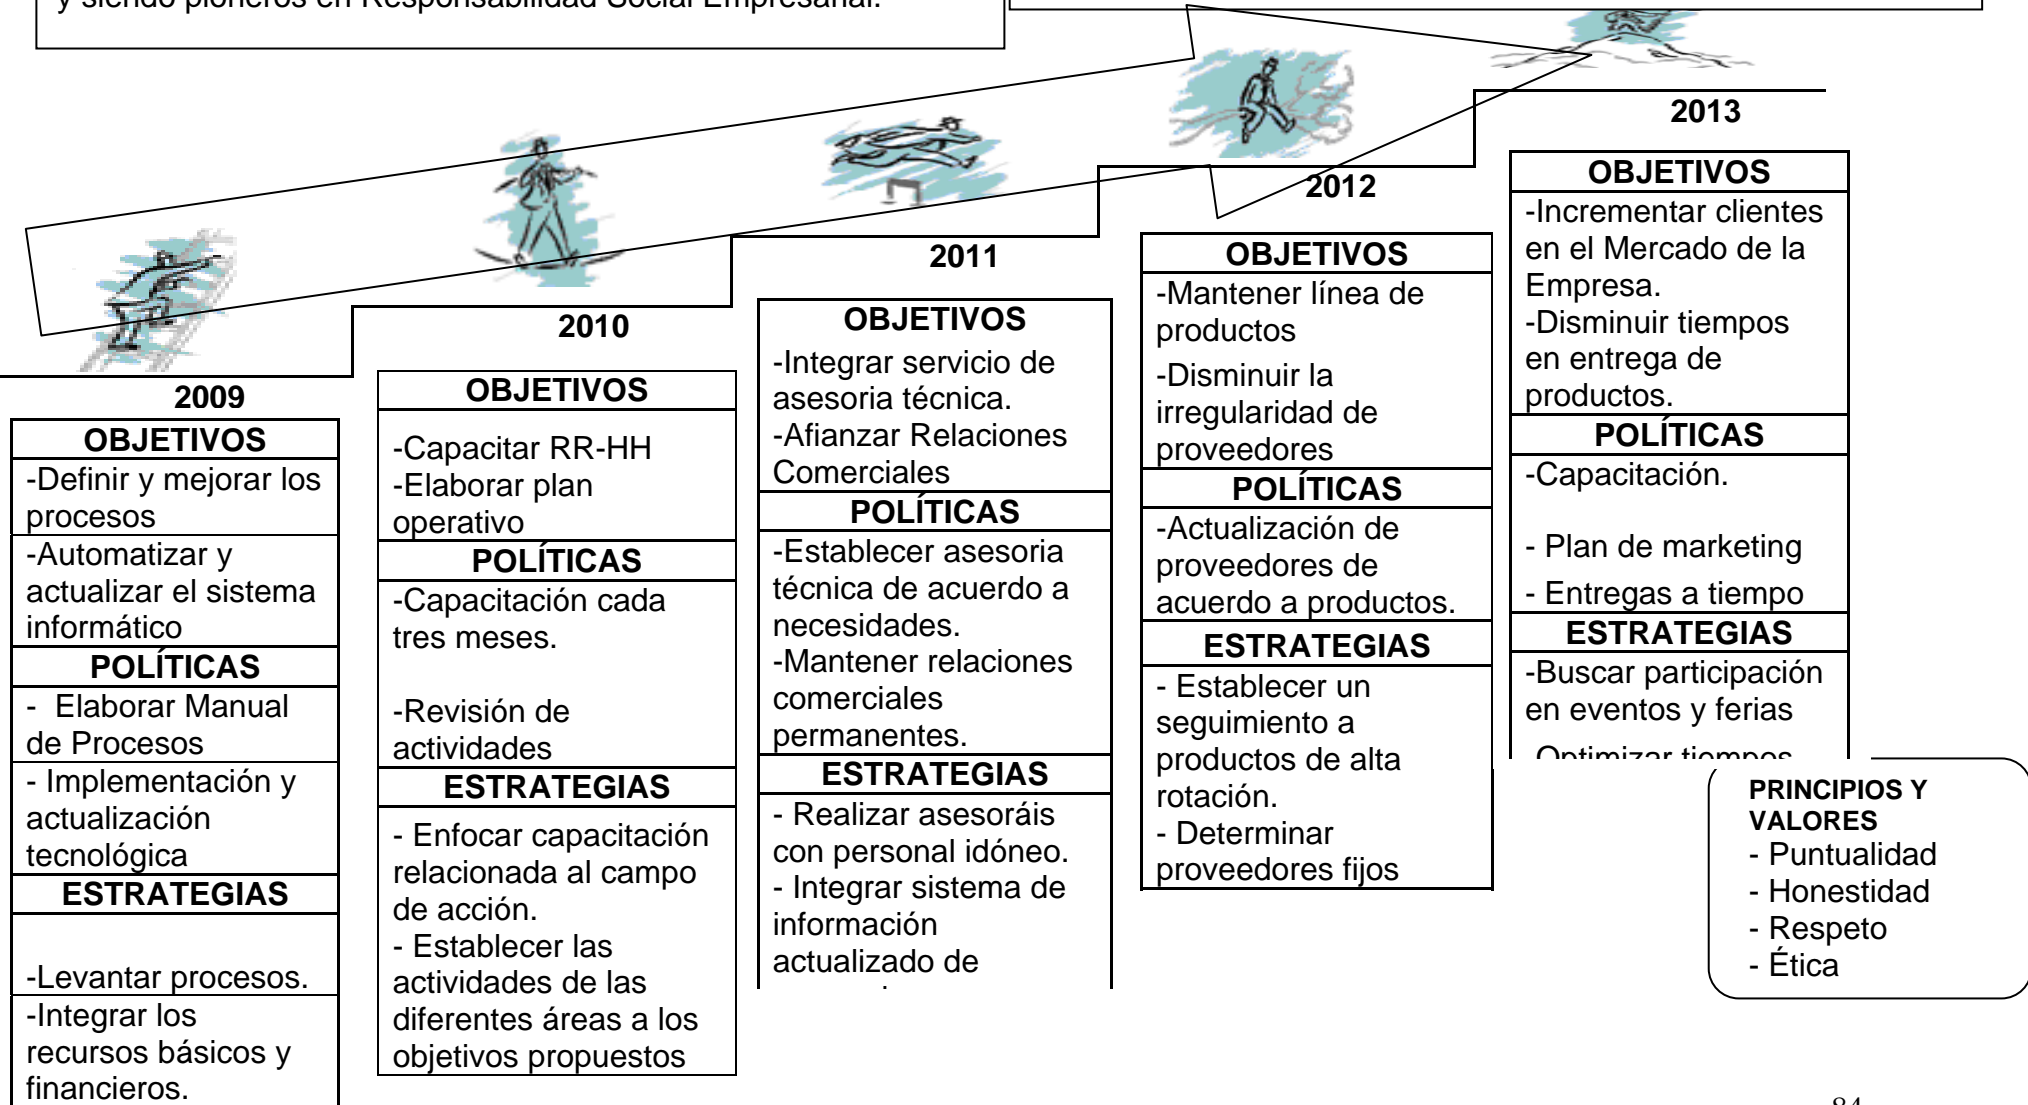 y siendo pioneros en Responsabilidad Social Empresarial.
2009
OBJETIVOS
-Definir y mejorar los
procesos
-Automatizar y
actualizar el sistema
informático
POLÍTICAS
- Elaborar Manual
de Procesos
- Implementación y
actualización
tecnológica
ESTRATEGIAS
-Levantar procesos.
-Integrar los
recursos básicos y
financieros.
2010
OBJETIVOS
-Capacitar RR-HH
-Elaborar plan
operativo
POLÍTICAS
-Capacitación cada
tres meses.
-Revisión de
actividades
ESTRATEGIAS
- Enfocar capacitación
relacionada al campo
de acción.
- Establecer las
actividades de las
diferentes áreas a los
objetivos propuestos
2011
OBJETIVOS
-Integrar servicio de
asesoria técnica.
-Afianzar Relaciones
Comerciales
POLÍTICAS
-Establecer asesoria
técnica de acuerdo a
necesidades.
-Mantener relaciones
comerciales
permanentes.
ESTRATEGIAS
- Realizar asesoráis
con personal idóneo.
- Integrar sistema de
información
actualizado de
2012
OBJETIVOS
-Mantener línea de
productos
-Disminuir la
irregularidad de
proveedores
POLÍTICAS
-Actualización de
proveedores de
acuerdo a productos.
ESTRATEGIAS
- Establecer un
seguimiento a
productos de alta
rotación.
- Determinar
proveedores fijos
2013
OBJETIVOS
-Incrementar clientes
en el Mercado de la
Empresa.
-Disminuir tiempos
en entrega de
productos.
POLÍTICAS
-Capacitación.
- Plan de marketing
- Entregas a tiempo
ESTRATEGIAS
-Buscar participación
en eventos y ferias
-Optimizar tiempos
PRINCIPIOS Y
VALORES
- Puntualidad
- Honestidad
- Respeto
- Ética
84